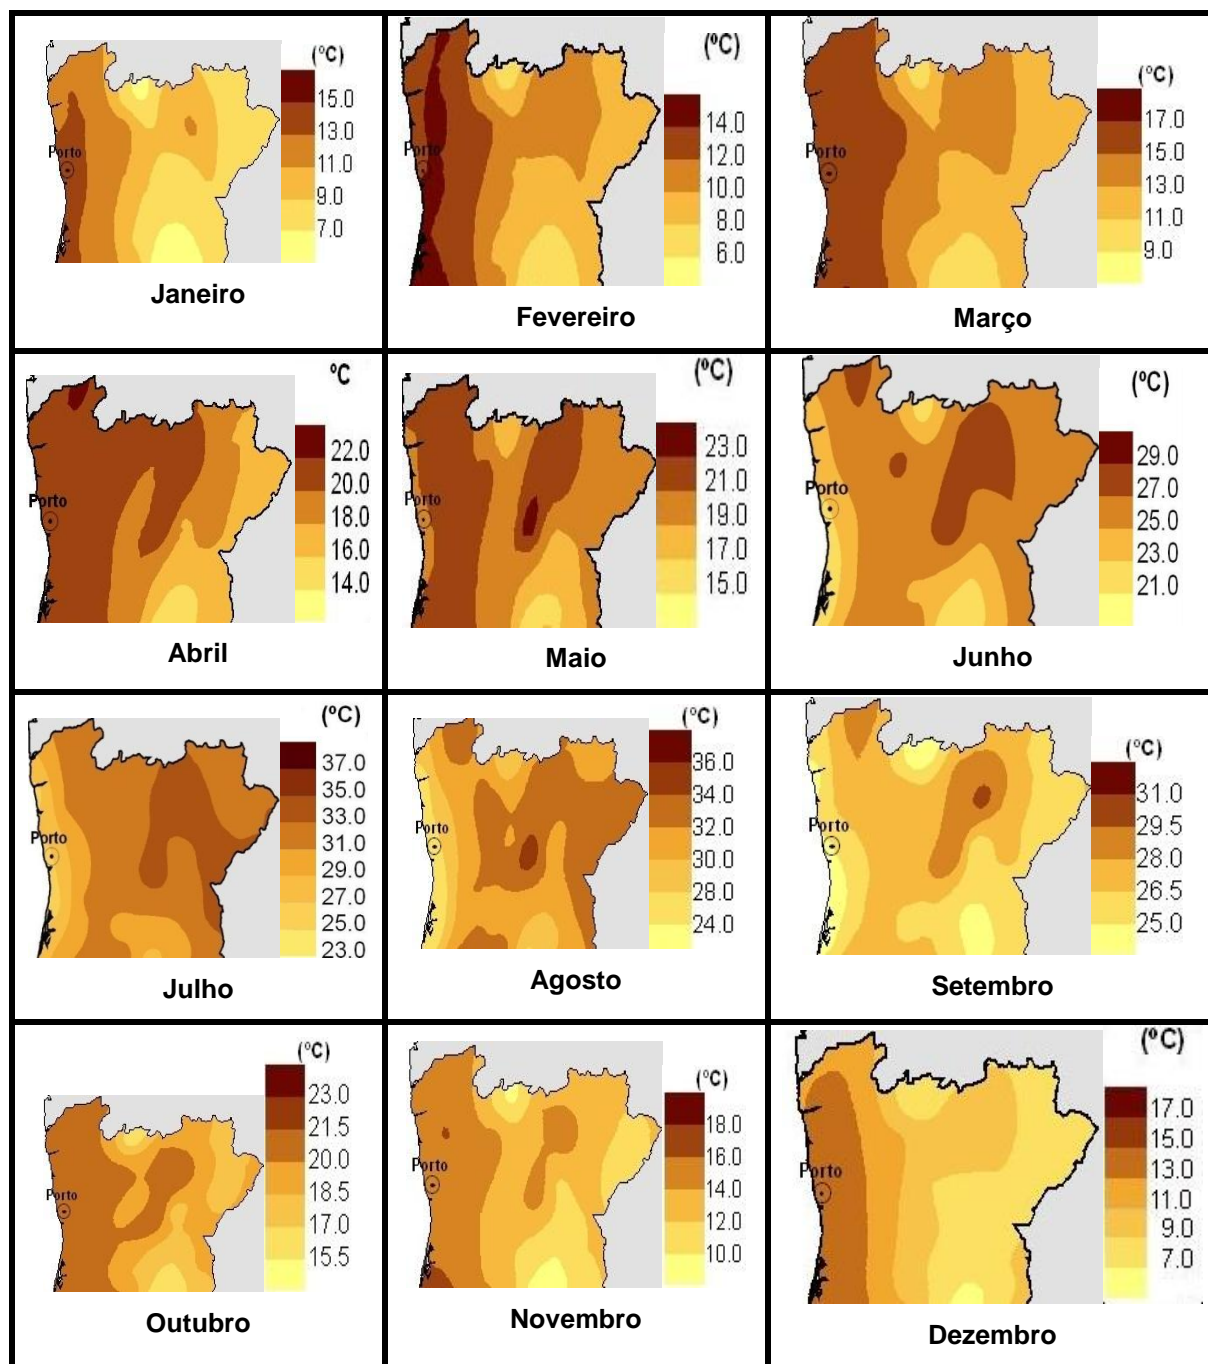 (ºC)
15.0
13.0
11.0
9.0
7.0
Porto
Janeiro
(ºC)
14.0
12.0
10.0
8.0
6.0
Porto
Fevereiro
(ºC)
17.0
15.0
13.0
11.0
9.0
Porto
Março
ºC
22.0
20.0
18.0
16.0
14.0
Porto
Abril
(ºC)
23.0
21.0
19.0
17.0
15.0
Porto
Maio
(ºC)
29.0
27.0
25.0
23.0
21.0
Porto
Junho
(ºC)
37.0
35.0
33.0
31.0
29.0
27.0
25.0
23.0
Porto
Julho
(ºC)
36.0
34.0
32.0
30.0
28.0
24.0
Porto
Agosto
(ºC)
31.0
29.5
28.0
26.5
25.0
Porto
Setembro
(ºC)
23.0
21.5
20.0
18.5
17.0
15.5
Porto
Outubro
(ºC)
18.0
16.0
14.0
12.0
10.0
Porto
Novembro
(ºC)
17.0
15.0
13.0
11.0
9.0
7.0
Porto
Dezembro